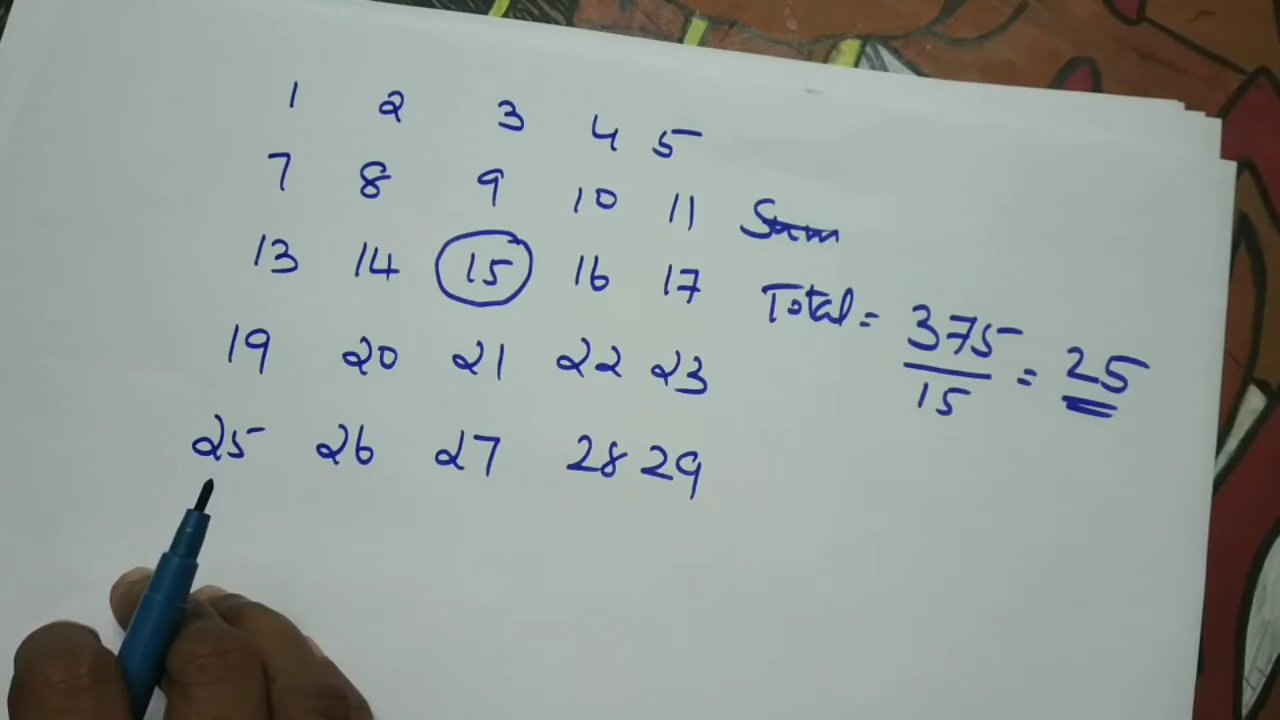 1 2 3 4 5
7 8 9 10 11
13 14 15 16 17
19 20 21 22 23
25 26 27 28 29
Sum
Total = 375/15 = 25